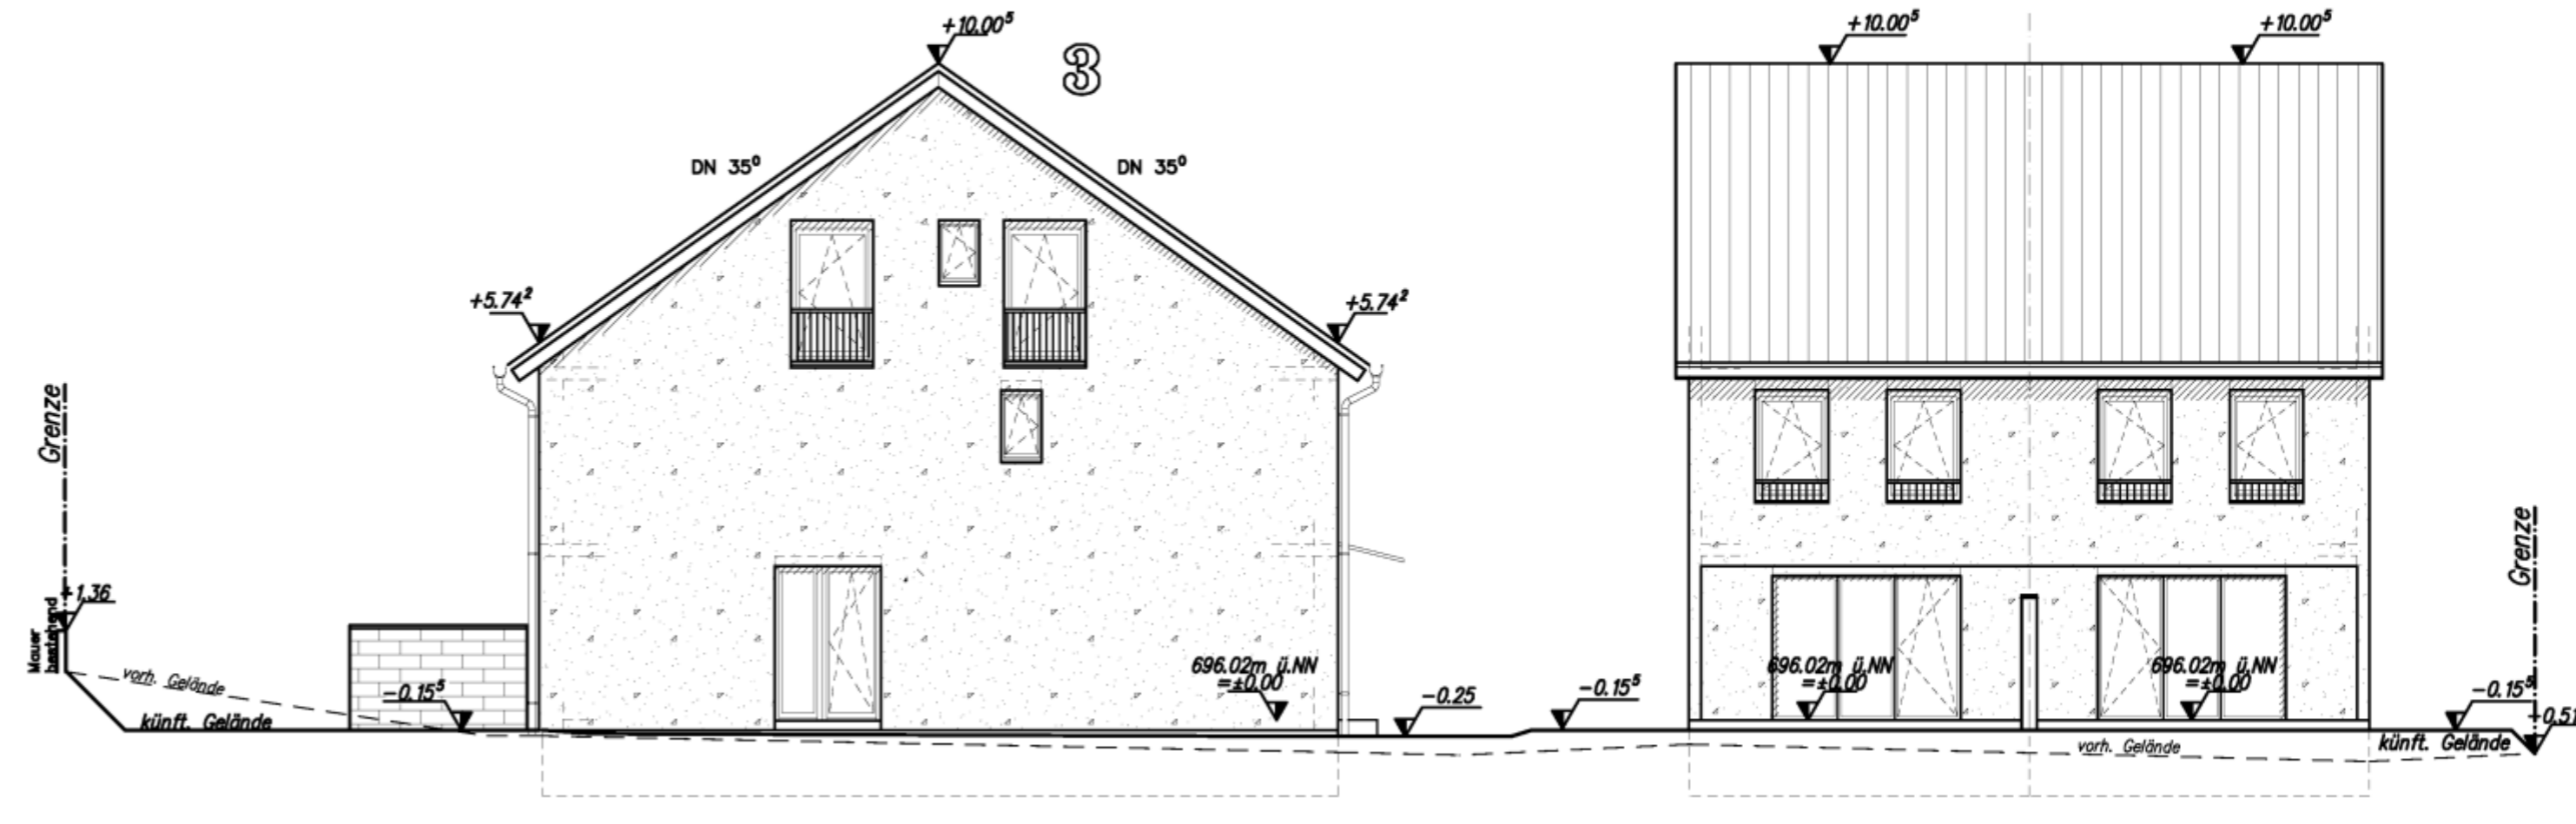 +10.00⁵
3
+10.00⁵
+10.00⁵
DN 35⁰
DN 35⁰
+5.74²
+5.74²
Grenze
Grenze
+1.36
Mauer
bestehend
vorh. Gelände
künft. Gelände
-0.15⁵
696.02m ü.NN
=±0.00
-0.25
-0.15⁵
696.02m ü.NN
=±0.00
696.02m ü.NN
=±0.00
-0.15⁵
-0.51
vorh. Gelände
künft. Gelände